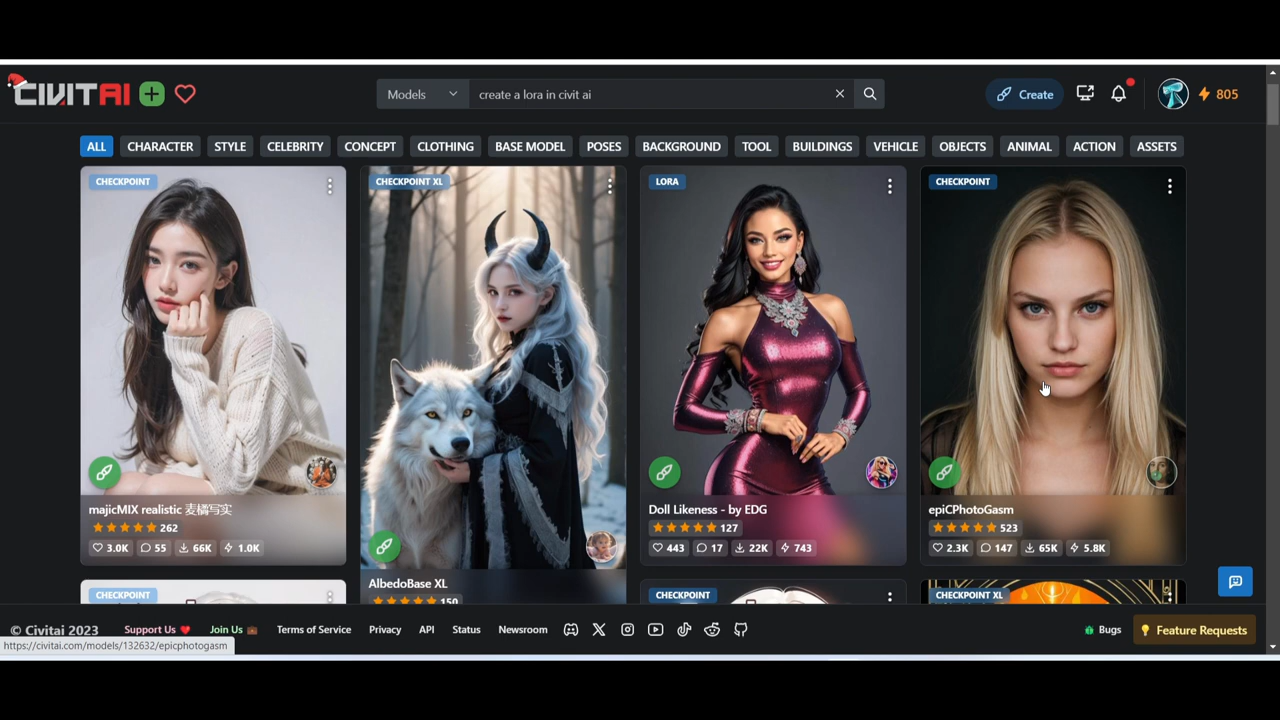 CIVITAI
Models
create a lora in civit ai
Create
805
ALL
CHARACTER
STYLE
CELEBRITY
CONCEPT
CLOTHING
BASE MODEL
POSES
BACKGROUND
TOOL
BUILDINGS
VEHICLE
OBJECTS
ANIMAL
ACTION
ASSETS
CHECKPOINT
majicMIX realistic 麦橘写实
262
3.0K
55
66K
1.0K
CHECKPOINT XL
AlbedoBase XL
150
LORA
Doll Likeness - by EDG
127
443
17
22K
743
CHECKPOINT
epiCPhotoGasm
523
2.3K
147
65K
5.8K
CHECKPOINT
CHECKPOINT
CHECKPOINT XL
© Civitai 2023
Support Us
Join Us
Terms of Service
Privacy
API
Status
Newsroom
Bugs
Feature Requests
https://civitai.com/models/132632/epicphotogasm